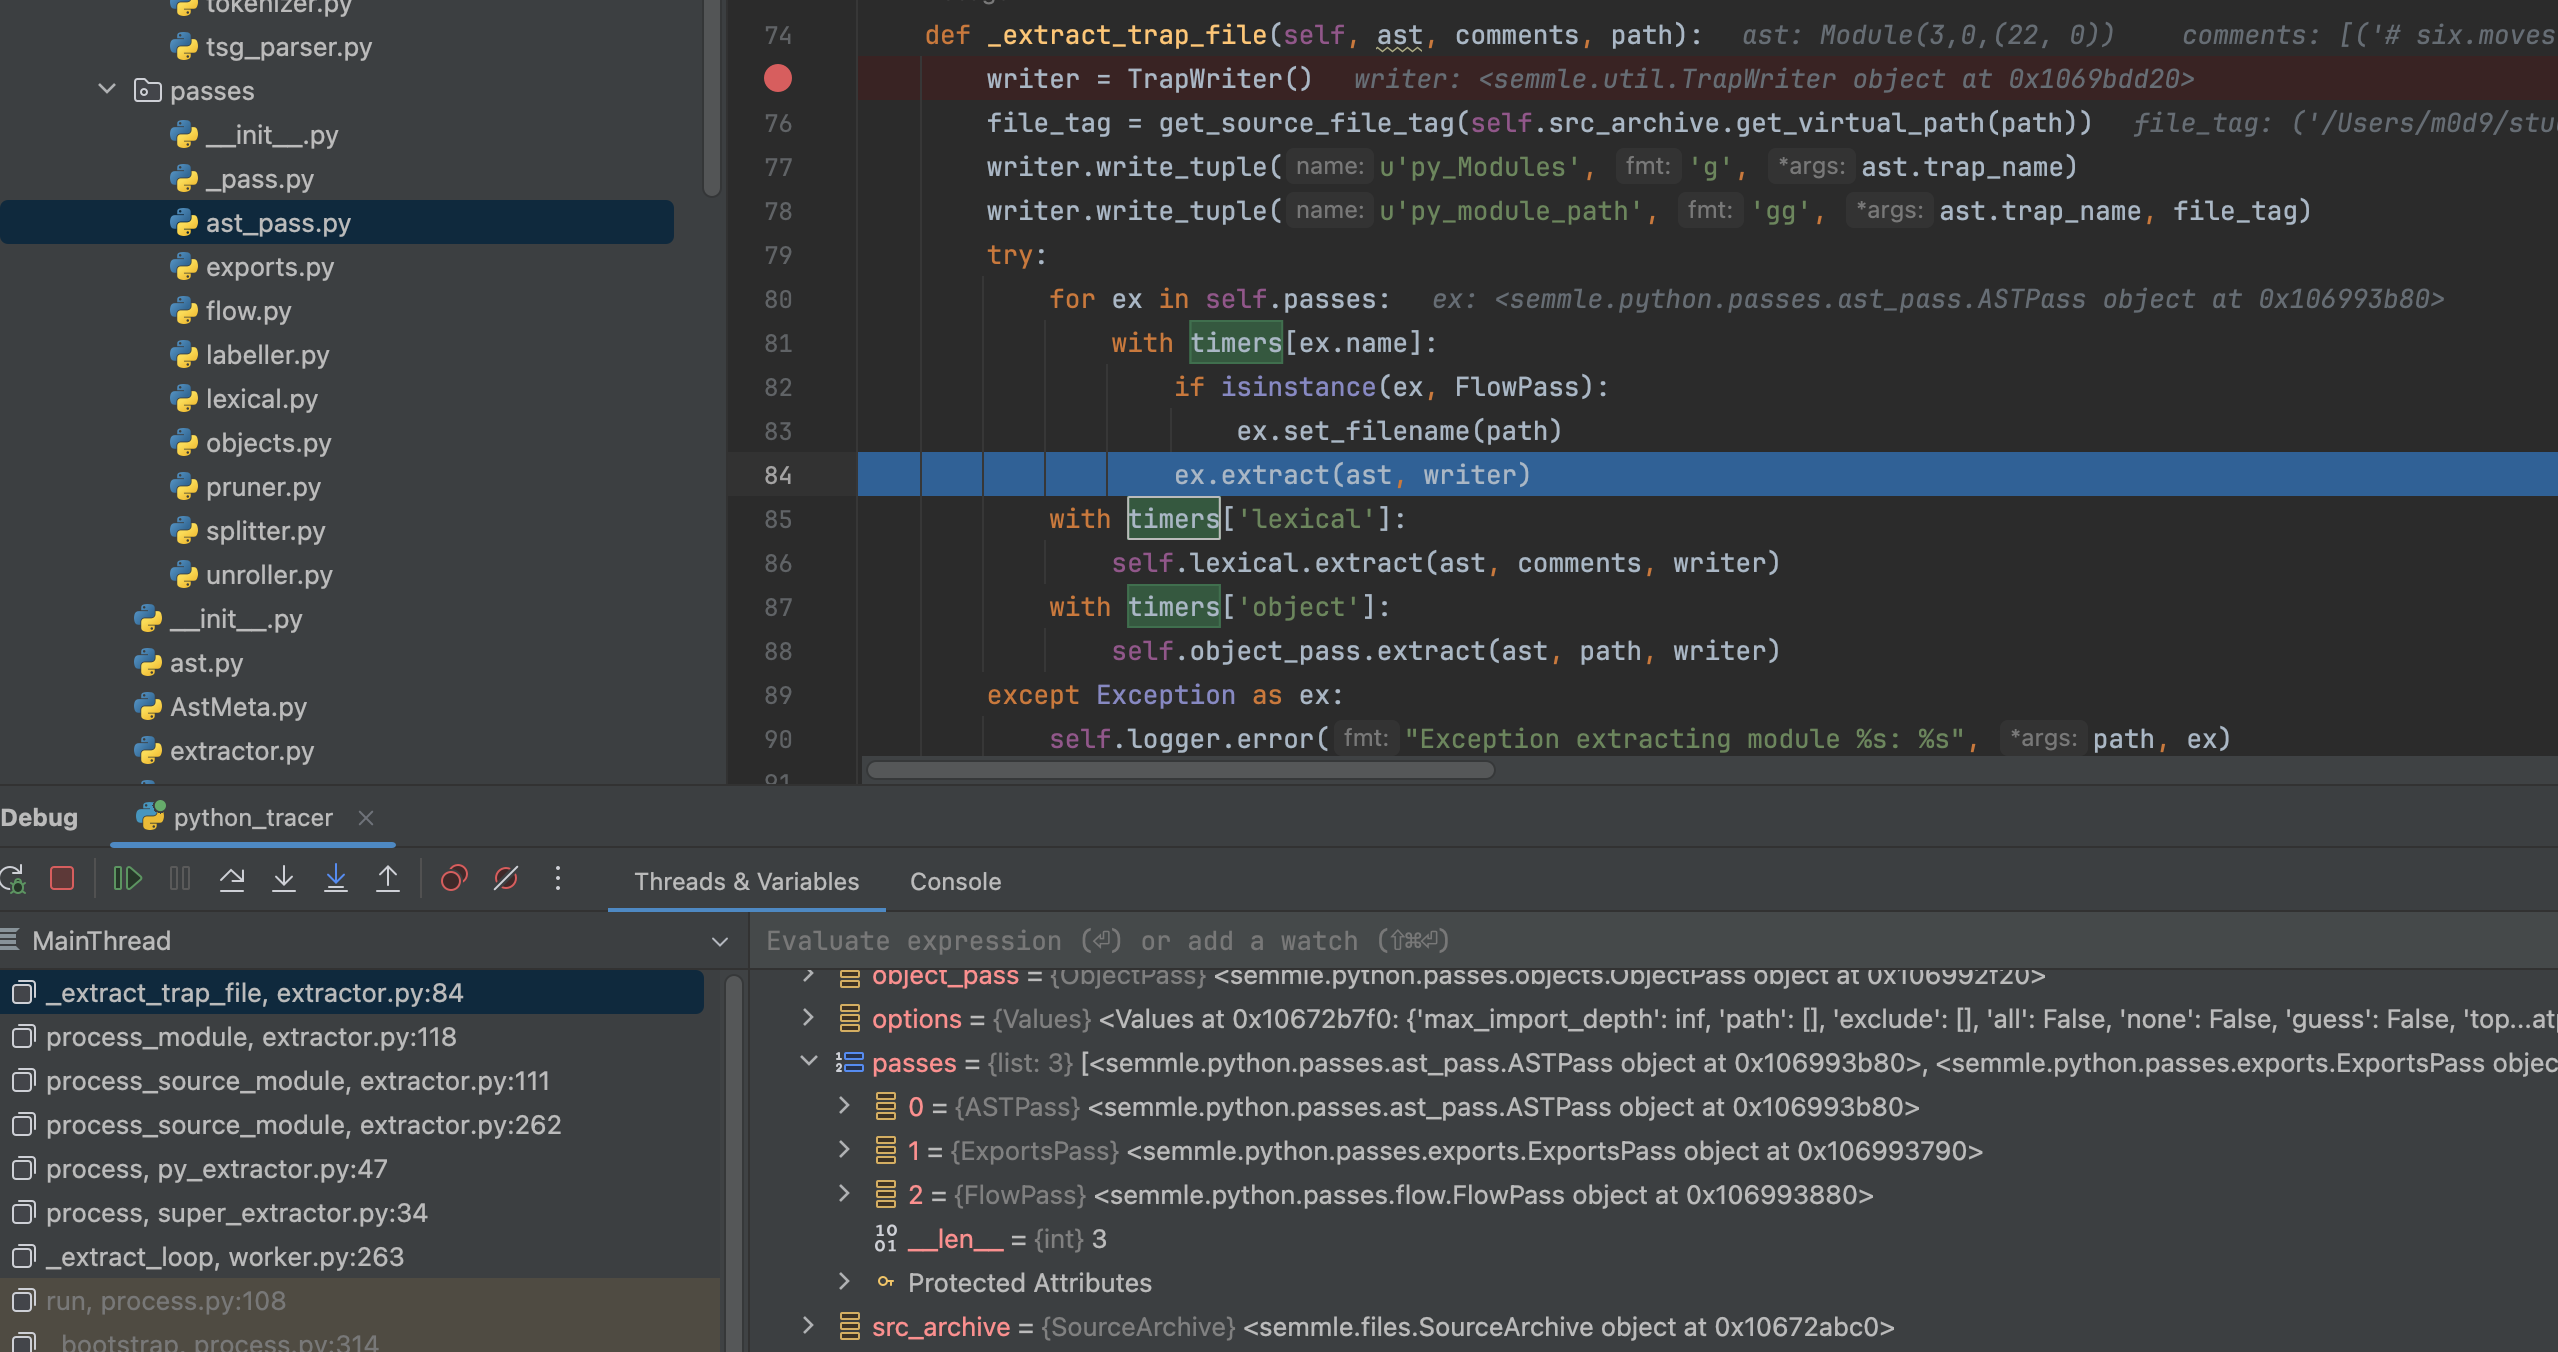 tokenizer.py
tsg_parser.py
passes
__init__.py
_pass.py
ast_pass.py
exports.py
flow.py
labeller.py
lexical.py
objects.py
pruner.py
splitter.py
unroller.py
__init__.py
ast.py
AstMeta.py
extractor.py
74 def _extract_trap_file(self, ast, comments, path): ast: Module(3,0,(22, 0)) comments: [('# six.moves
writer = TrapWriter() writer: <semmle.util.TrapWriter object at 0x1069bdd20>
76 file_tag = get_source_file_tag(self.src_archive.get_virtual_path(path)) file_tag: ('/Users/m0d9/stu
77 writer.write_tuple( name: u'py_Modules', fmt: 'g', *args: ast.trap_name)
78 writer.write_tuple( name: u'py_module_path', fmt: 'gg', *args: ast.trap_name, file_tag)
79 try:
80 for ex in self.passes: ex: <semmle.python.passes.ast_pass.ASTPass object at 0x106993b80>
81 with timers[ex.name]:
82 if isinstance(ex, FlowPass):
83 ex.set_filename(path)
84 ex.extract(ast, writer)
85 with timers['lexical']:
86 self.lexical.extract(ast, comments, writer)
87 with timers['object']:
88 self.object_pass.extract(ast, path, writer)
89 except Exception as ex:
90 self.logger.error( fmt: "Exception extracting module %s: %s", *args: path, ex)
91
Debug python_tracer
Threads & Variables Console
MainThread
Evaluate expression (⏎) or add a watch (⇧⌘⏎)
_extract_trap_file, extractor.py:84
process_module, extractor.py:118
process_source_module, extractor.py:111
process_source_module, extractor.py:262
process, py_extractor.py:47
process, super_extractor.py:34
_extract_loop, worker.py:263
run, process.py:108
_bootstrap, process.py:314
object_pass = {ObjectPass} <semmle.python.passes.objects.ObjectPass object at 0x106992f20>
options = {Values} <Values at 0x10672b7f0: {'max_import_depth': inf, 'path': [], 'exclude': [], 'all': False, 'none': False, 'guess': False, 'top...at
passes = {list: 3} [<semmle.python.passes.ast_pass.ASTPass object at 0x106993b80>, <semmle.python.passes.exports.ExportsPass objec
0 = {ASTPass} <semmle.python.passes.ast_pass.ASTPass object at 0x106993b80>
1 = {ExportsPass} <semmle.python.passes.exports.ExportsPass object at 0x106993790>
2 = {FlowPass} <semmle.python.passes.flow.FlowPass object at 0x106993880>
__len__ = {int} 3
Protected Attributes
src_archive = {SourceArchive} <semmle.files.SourceArchive object at 0x10672abc0>